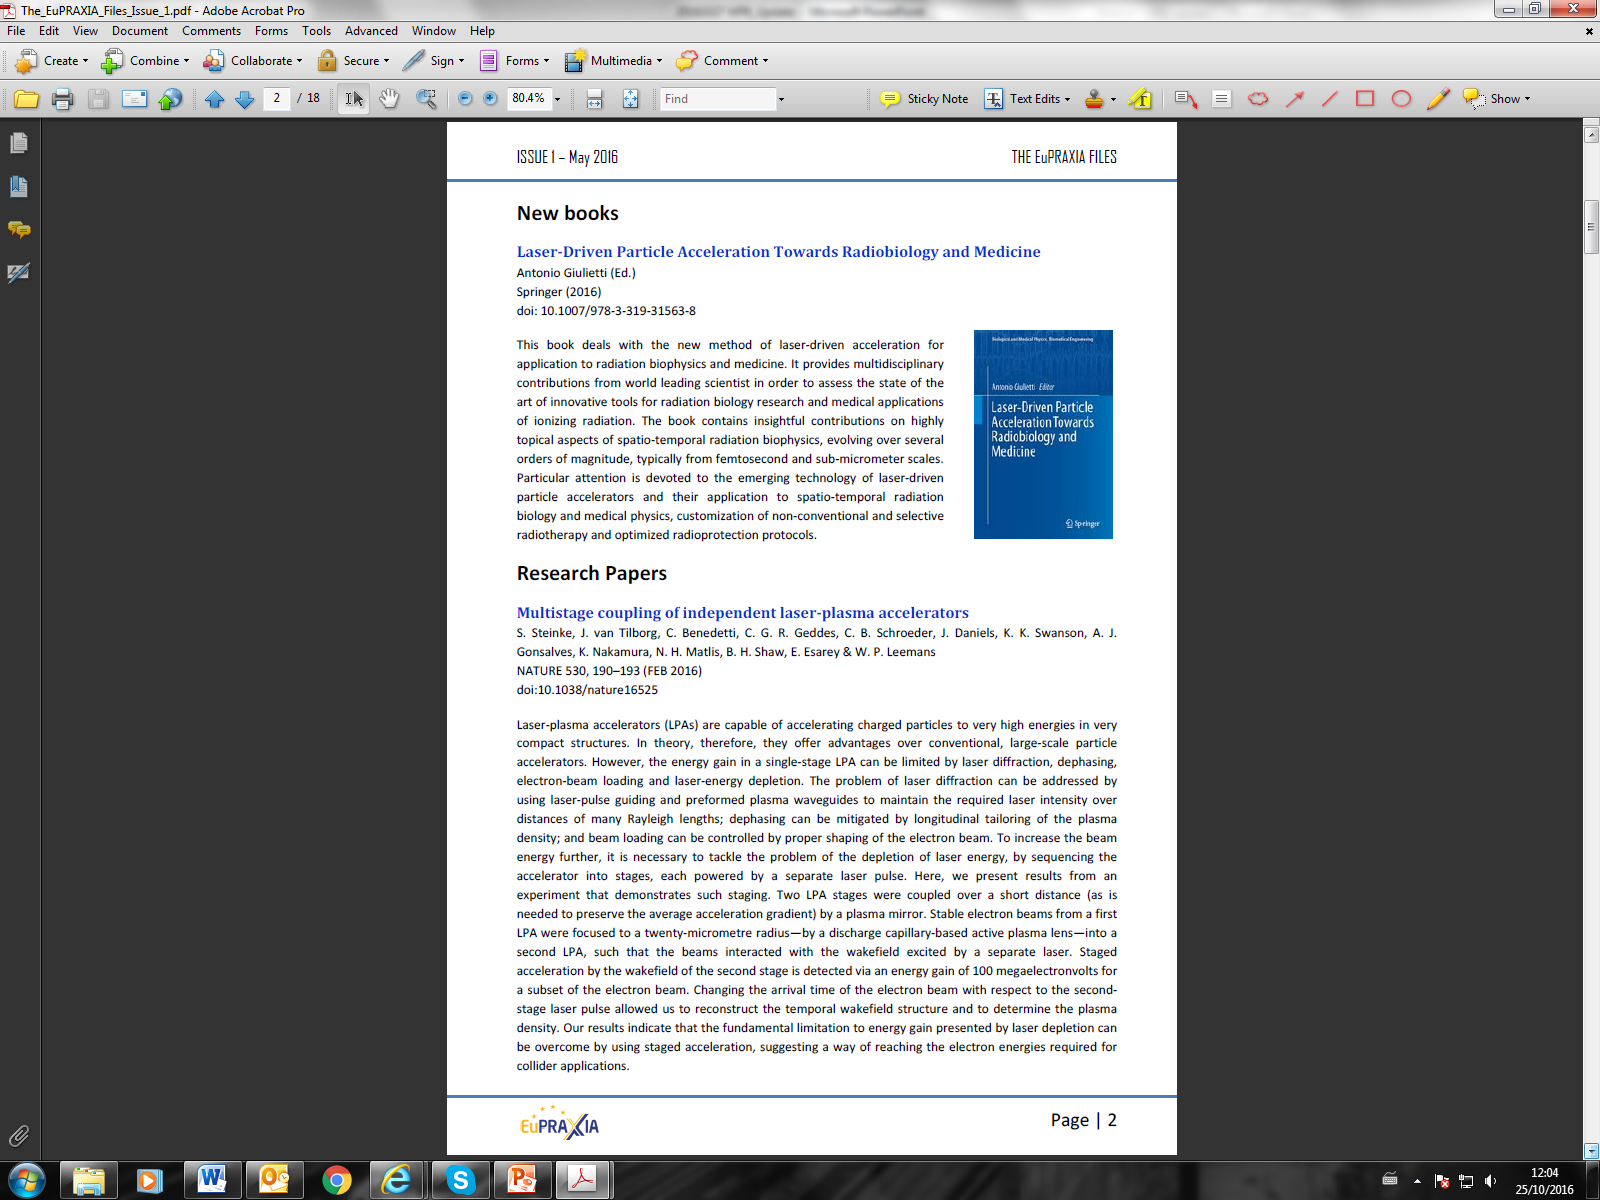 The_EuPRAXIA_Files_Issue_1.pdf - Adobe Acrobat Pro
File Edit View Document Comments Forms Tools Advanced Window Help
Create Combine Collaborate Secure Sign Forms Multimedia Comment
2 / 18 80.4% Find Sticky Note Text Edits Show
ISSUE 1 – May 2016 THE EuPRAXIA FILES
New books
Laser-Driven Particle Acceleration Towards Radiobiology and Medicine
Antonio Giulietti (Ed.)
Springer (2016)
doi: 10.1007/978-3-319-31563-8
This book deals with the new method of laser-driven acceleration for
application to radiation biophysics and medicine. It provides multidisciplinary
contributions from world leading scientist in order to assess the state of the
art of innovative tools for radiation biology research and medical applications
of ionizing radiation. The book contains insightful contributions on highly
topical aspects of spatio-temporal radiation biophysics, evolving over several
orders of magnitude, typically from femtosecond and sub-micrometer scales.
Particular attention is devoted to the emerging technology of laser-driven
particle accelerators and their application to spatio-temporal radiation
biology and medical physics, customization of non-conventional and selective
radiotherapy and optimized radioprotection protocols.
Biological and Medical Physics, Biomedical Engineering
Antonio Giulietti Editor
Laser-Driven Particle
Acceleration Towards
Radiobiology and
Medicine
Springer
Research Papers
Multistage coupling of independent laser-plasma accelerators
S. Steinke, J. van Tilborg, C. Benedetti, C. G. R. Geddes, C. B. Schroeder, J. Daniels, K. K. Swanson, A. J.
Gonsalves, K. Nakamura, N. H. Matlis, B. H. Shaw, E. Esarey & W. P. Leemans
NATURE 530, 190–193 (FEB 2016)
doi:10.1038/nature16525
Laser-plasma accelerators (LPAs) are capable of accelerating charged particles to very high energies in very
compact structures. In theory, therefore, they offer advantages over conventional, large-scale particle
accelerators. However, the energy gain in a single-stage LPA can be limited by laser diffraction, dephasing,
electron-beam loading and laser-energy depletion. The problem of laser diffraction can be addressed by
using laser-pulse guiding and preformed plasma waveguides to maintain the required laser intensity over
distances of many Rayleigh lengths; dephasing can be mitigated by longitudinal tailoring of the plasma
density; and beam loading can be controlled by proper shaping of the electron beam. To increase the beam
energy further, it is necessary to tackle the problem of the depletion of laser energy, by sequencing the
accelerator into stages, each powered by a separate laser pulse. Here, we present results from an
experiment that demonstrates such staging. Two LPA stages were coupled over a short distance (as is
needed to preserve the average acceleration gradient) by a plasma mirror. Stable electron beams from a first
LPA were focused to a twenty-micrometre radius—by a discharge capillary-based active plasma lens—into a
second LPA, such that the beams interacted with the wakefield excited by a separate laser. Staged
acceleration by the wakefield of the second stage is detected via an energy gain of 100 megaelectronvolts for
a subset of the electron beam. Changing the arrival time of the electron beam with respect to the second-
stage laser pulse allowed us to reconstruct the temporal wakefield structure and to determine the plasma
density. Our results indicate that the fundamental limitation to energy gain presented by laser depletion can
be overcome by using staged acceleration, suggesting a way of reaching the electron energies required for
collider applications.
EuPRAXIA Page | 2
12:04
25/10/2016